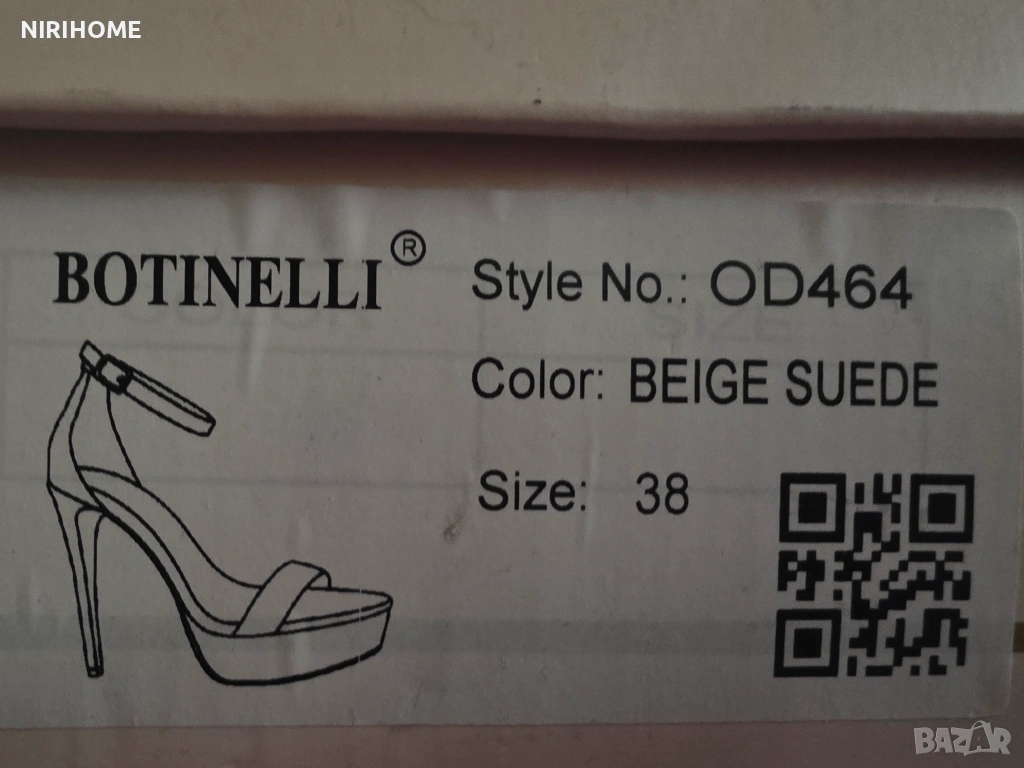 NIRIHOME
BOTINELLI®
Style No.: OD464
Color: BEIGE SUEDE
Size: 38
BAZAR